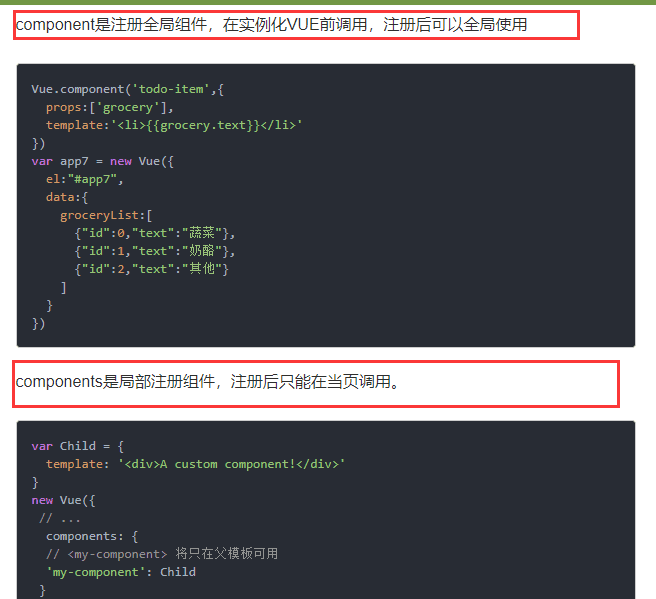 component是注册全局组件，在实例化VUE前调用，注册后可以全局使用
Vue.component('todo-item',{
  props:['grocery'],
  template:'<li>{{grocery.text}}</li>'
})
var app7 = new Vue({
  el:"#app7",
  data:{
    groceryList:[
      {"id":0,"text":"蔬菜"},
      {"id":1,"text":"奶酪"},
      {"id":2,"text":"其他"}
    ]
  }
})
components是局部注册组件，注册后只能在当页调用。
var Child = {
  template: '<div>A custom component!</div>'
}
new Vue({
 // ...
  components: {
  // <my-component> 将只在父模板可用
  'my-component': Child
 }